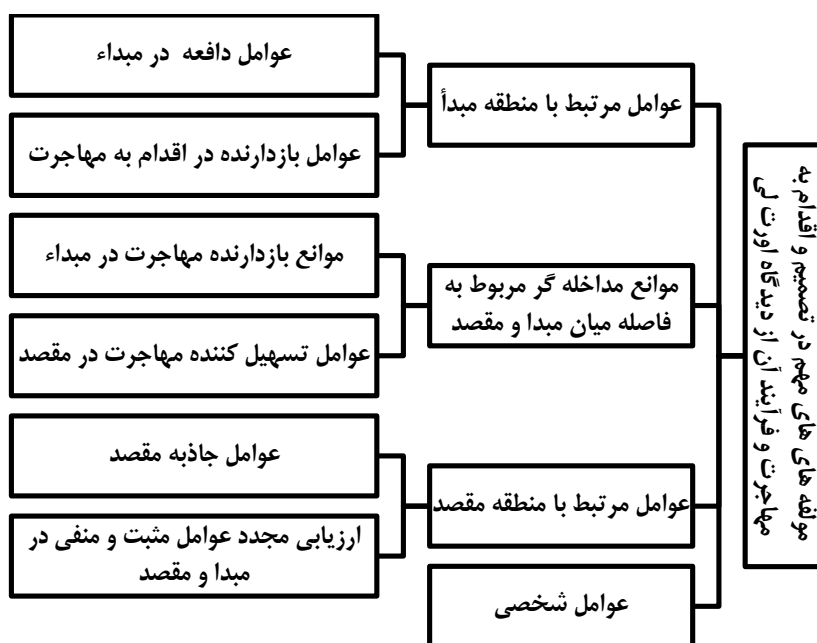 مولفه های های مهم در تصمیم و اقدام به
مهاجرت و فرآیند آن از دیدگاه اورت لی
عوامل مرتبط با منطقه مبدأ
عوامل دافعه در مبداء
عوامل بازدارنده در اقدام به مهاجرت
موانع مداخله گر مربوط به
فاصله میان مبدا و مقصد
موانع بازدارنده مهاجرت در مبداء
عوامل تسهیل کننده مهاجرت در مقصد
عوامل مرتبط با منطقه مقصد
عوامل جاذبه مقصد
ارزیابی مجدد عوامل مثبت و منفی در
مبدا و مقصد
عوامل شخصی